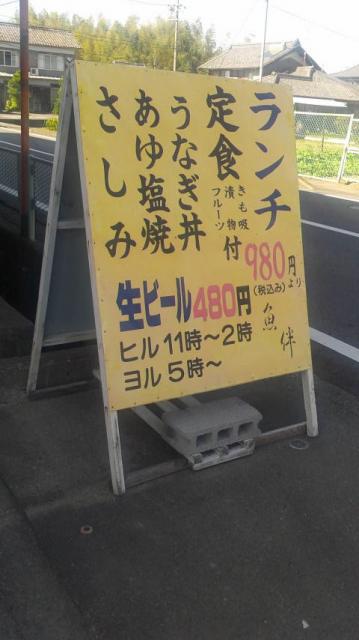 ランチ
定食
きも吸
漬物
フルーツ
付
980円より
(税込み)
うなぎ丼
あゆ塩焼
さしみ
生ビール480円
ヒル11時〜2時
ヨル5時〜
魚伴